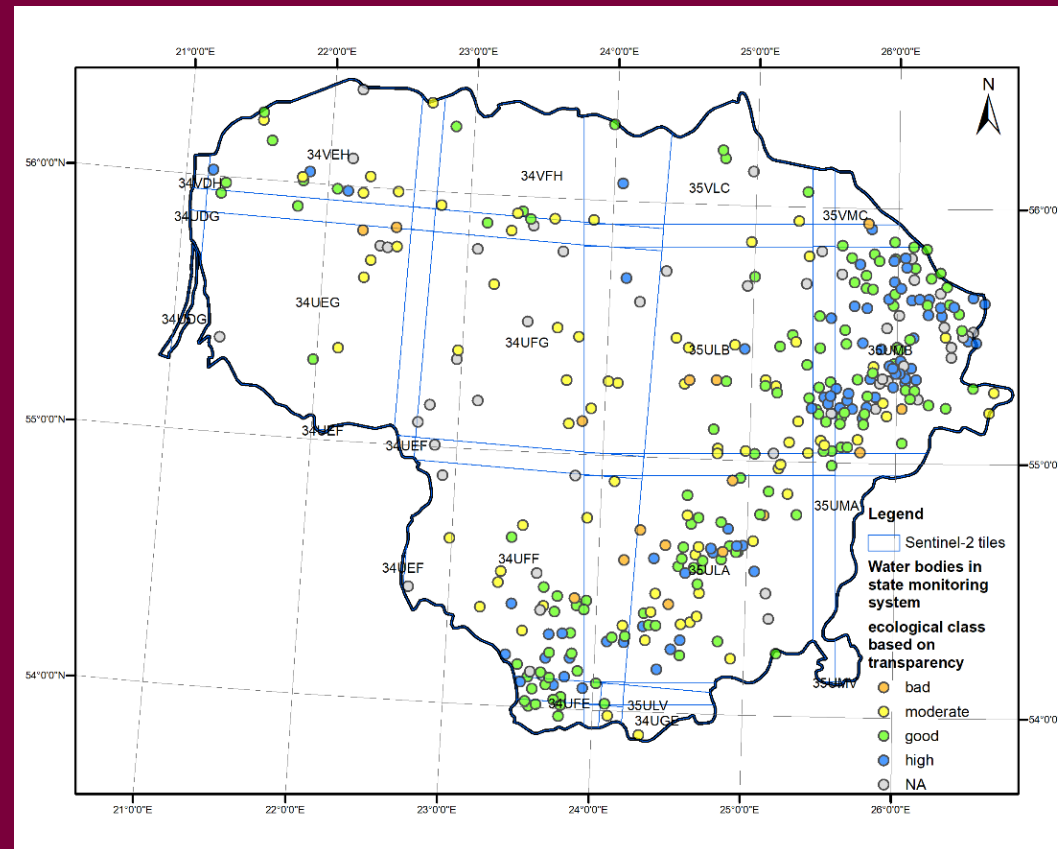 21°0'0"E 22°0'0"E 23°0'0"E 24°0'0"E 25°0'0"E 26°0'0"E
N
34VEH
56°0'0"N
34VFH
34VDH
35VLC
34UDG
35VMC
56°0'0"N
34UEG
34UDG
34UFG
35ULB
35UMB
55°0'0"N
34UEF
34UEF
55°0'0"N
35UMA
Legend
Sentinel-2 tiles
Water bodies in
state monitoring
system
ecological class
based on
transparency
bad
moderate
good
high
NA
34UFF
34UEF
35ULA
54°0'0"N
35UMV
34UFE
35ULV
34UGE
54°0'0"N
21°0'0"E 22°0'0"E 23°0'0"E 24°0'0"E 25°0'0"E 26°0'0"E